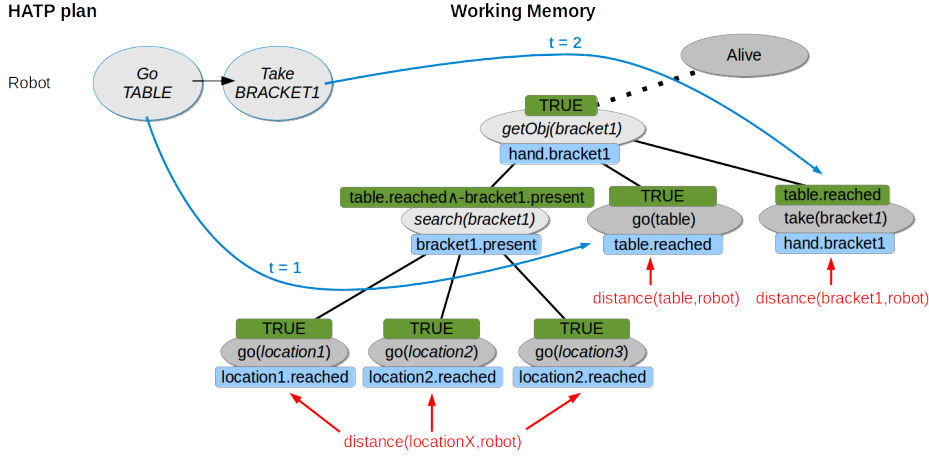 HATP plan
Working Memory
t = 2
Alive
Robot
Go
TABLE
Take
BRACKET1
TRUE
getObj(bracket1)
hand.bracket1
table.reached∧-bracket1.present
search(bracket1)
bracket1.present
TRUE
go(table)
table.reached
table.reached
take(bracket1)
hand.bracket1
t = 1
distance(table,robot)
distance(bracket1,robot)
TRUE
go(location1)
location1.reached
TRUE
go(location2)
location2.reached
TRUE
go(location3)
location2.reached
distance(locationX,robot)